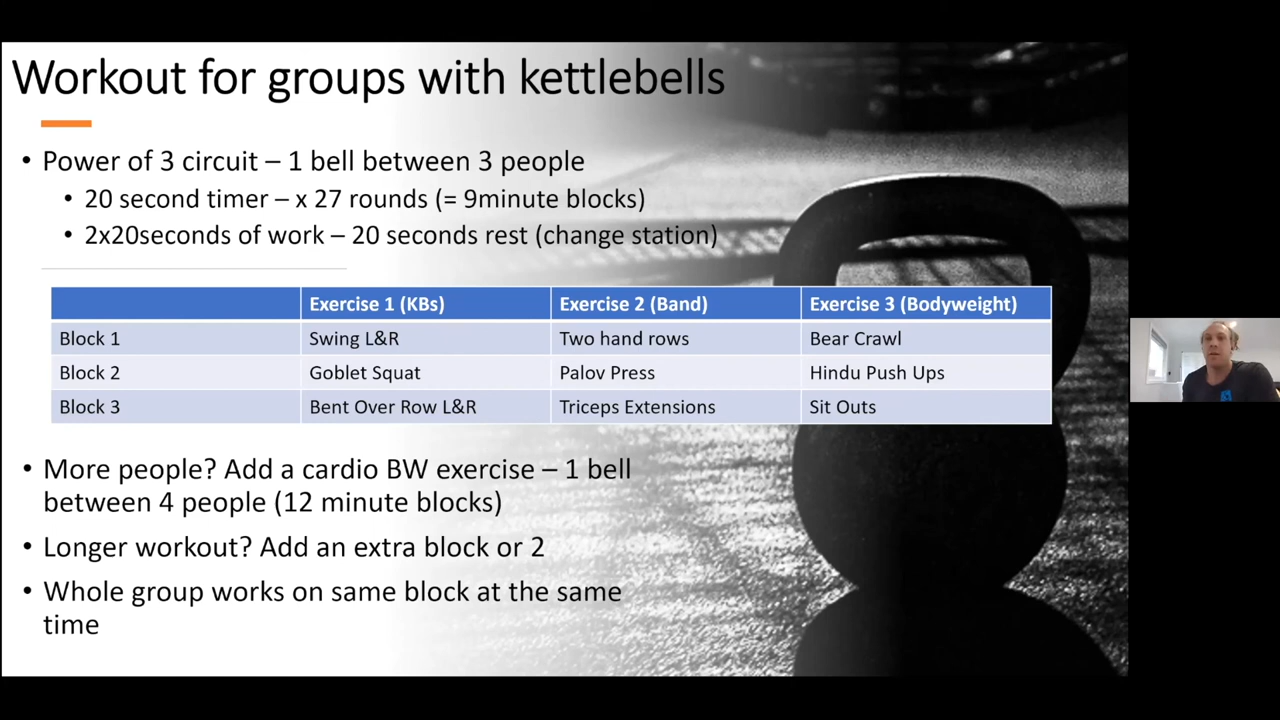 Workout for groups with kettlebells
• Power of 3 circuit – 1 bell between 3 people
• 20 second timer – x 27 rounds (= 9minute blocks)
• 2x20seconds of work – 20 seconds rest (change station)
Exercise 1 (KBs) Exercise 2 (Band) Exercise 3 (Bodyweight)
Block 1 Swing L&R Two hand rows Bear Crawl
Block 2 Goblet Squat Palov Press Hindu Push Ups
Block 3 Bent Over Row L&R Triceps Extensions Sit Outs
• More people? Add a cardio BW exercise – 1 bell
between 4 people (12 minute blocks)
• Longer workout? Add an extra block or 2
• Whole group works on same block at the same
time